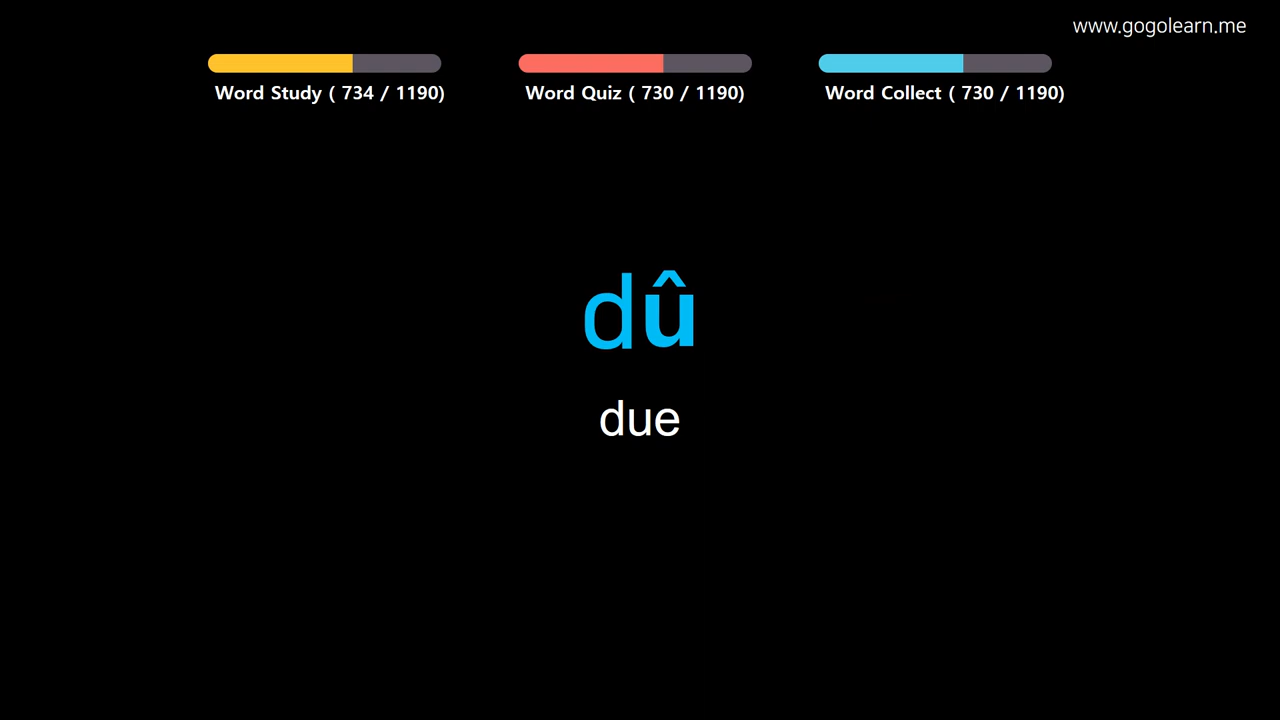 www.gogolearn.me
Word Study ( 734 / 1190)
Word Quiz ( 730 / 1190)
Word Collect ( 730 / 1190)
dû
due